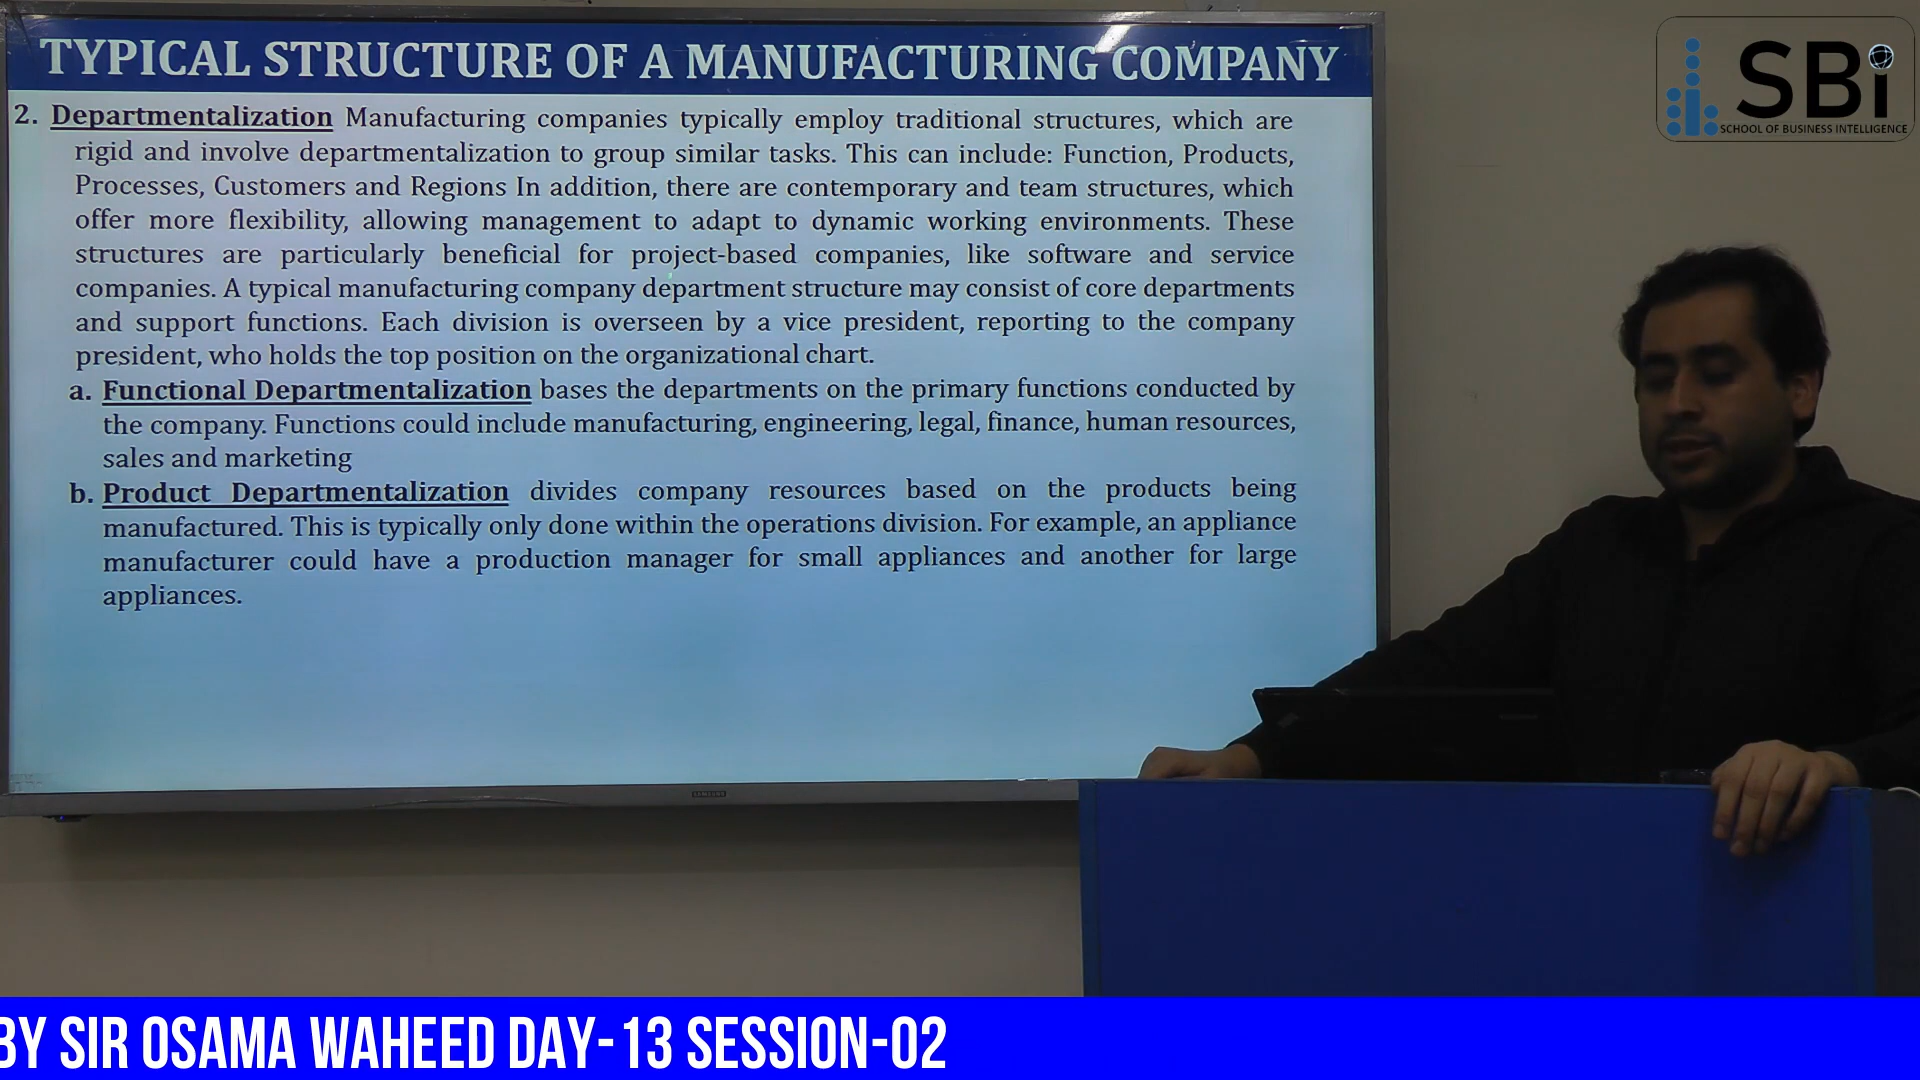 TYPICAL STRUCTURE OF A MANUFACTURING COMPANY
2. Departmentalization Manufacturing companies typically employ traditional structures, which are
rigid and involve departmentalization to group similar tasks. This can include: Function, Products,
Processes, Customers and Regions In addition, there are contemporary and team structures, which
offer more flexibility, allowing management to adapt to dynamic working environments. These
structures are particularly beneficial for project-based companies, like software and service
companies. A typical manufacturing company department structure may consist of core departments
and support functions. Each division is overseen by a vice president, reporting to the company
president, who holds the top position on the organizational chart.
a. Functional Departmentalization bases the departments on the primary functions conducted by
the company. Functions could include manufacturing, engineering, legal, finance, human resources,
sales and marketing
b. Product Departmentalization divides company resources based on the products being
manufactured. This is typically only done within the operations division. For example, an appliance
manufacturer could have a production manager for small appliances and another for large
appliances.
SBi
SCHOOL OF BUSINESS INTELLIGENCE
SAMSUNG
BY SIR OSAMA WAHEED DAY-13 SESSION-02